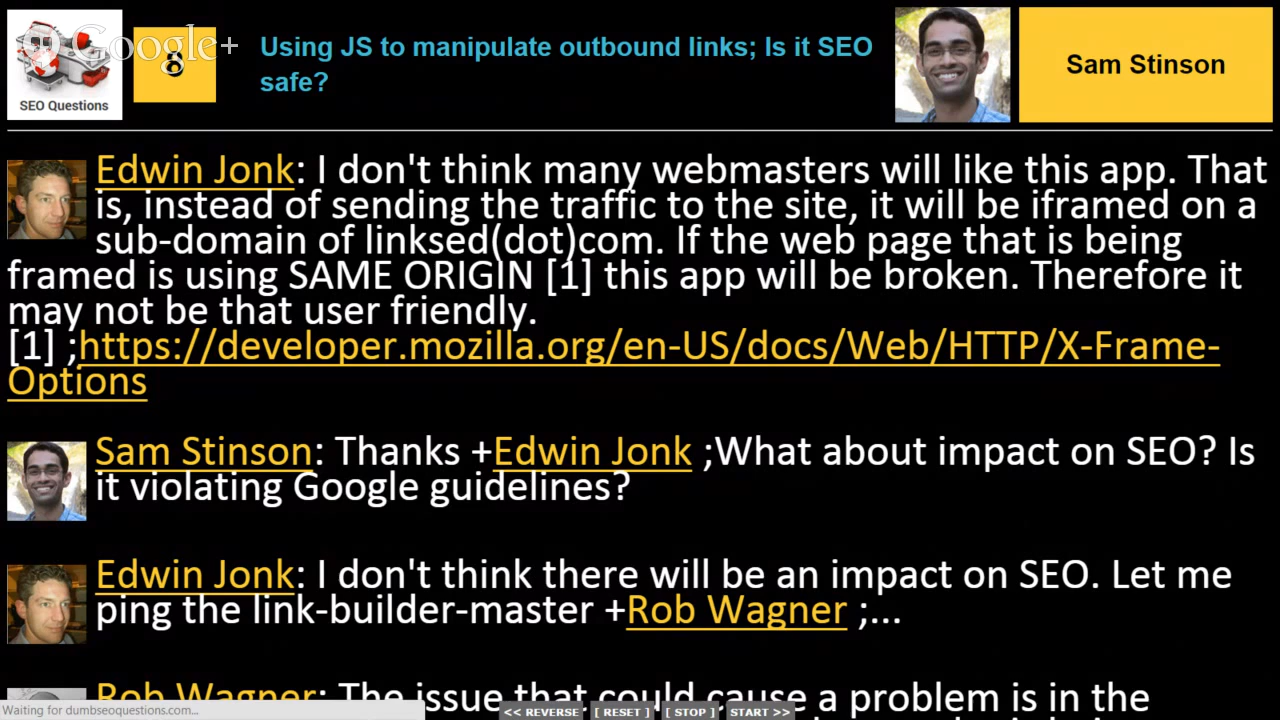 Google+
SEO Questions
8
Using JS to manipulate outbound links; Is it SEO
safe?
Sam Stinson
Edwin Jonk: I don't think many webmasters will like this app. That
is, instead of sending the traffic to the site, it will be iframed on a
sub-domain of linksed(dot)com. If the web page that is being
framed is using SAME ORIGIN [1] this app will be broken. Therefore it
may not be that user friendly.
[1] ;https://developer.mozilla.org/en-US/docs/Web/HTTP/X-Frame-
Options
Sam Stinson: Thanks +Edwin Jonk ;What about impact on SEO? Is
it violating Google guidelines?
Edwin Jonk: I don't think there will be an impact on SEO. Let me
ping the link-builder-master +Rob Wagner ;...
Rob Wagner: The issue that could cause a problem is in the
Waiting for dumbseoquestions.com...
<< REVERSE [ RESET ] [ STOP ] START >>